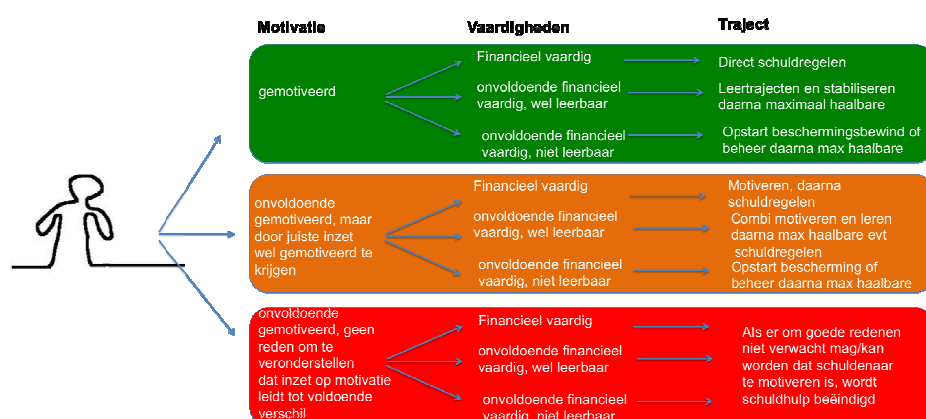 Motivatie
Vaardigheden
Traject
gemotiveerd
Financieel vaardig
Direct schuldregelen
onvoldoende financieel
vaardig, wel leerbaar
Leertrajecten en stabiliseren
daarna maximaal haalbare
onvoldoende financieel
vaardig, niet leerbaar
Opstart beschermingsbewind of
beheer daarna max haalbare
onvoldoende
gemotiveerd, maar
door juiste inzet
wel gemotiveerd te
krijgen
Financieel vaardig
Motiveren, daarna
schuldregelen
onvoldoende financieel
vaardig, wel leerbaar
Combi motiveren en leren
daarna max haalbare evt
schuldregelen
onvoldoende financieel
vaardig, niet leerbaar
Opstart bescherming of
beheer daarna max haalbare
onvoldoende
gemotiveerd, geen
reden om te
veronderstellen
dat inzet op motivatie
leidt tot voldoende
verschil
Financieel vaardig
onvoldoende financieel
vaardig, wel leerbaar
onvoldoende financieel
vaardig, niet leerbaar
Als er om goede redenen
niet verwacht mag/kan
worden dat schuldenaar
te motiveren is, wordt
schuldhulp beëindigd